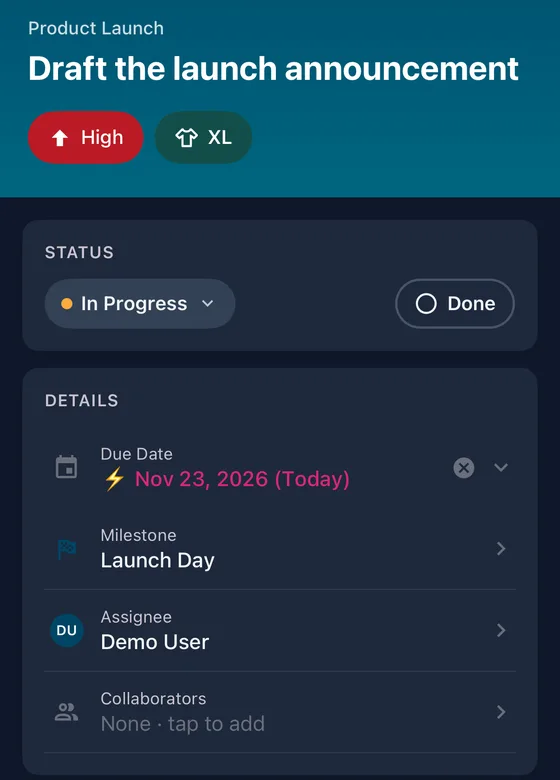 Product Launch
Draft the launch announcement
High
XL
STATUS
In Progress
Done
DETAILS
Due Date
⚡ Nov 23, 2026 (Today)
Milestone
Launch Day
DU
Assignee
Demo User
Collaborators
None · tap to add